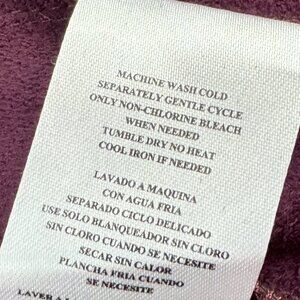 MACHINE WASH COLD
SEPARATELY GENTLE CYCLE
ONLY NON-CHLORINE BLEACH
WHEN NEEDED
TUMBLE DRY NO HEAT
COOL IRON IF NEEDED
LAVADO A MAQUINA
CON AGUA FRIA
SEPARADO CICLO DELICADO
USE SOLO BLANQUEADOR SIN CLORO
SIN CLORO CUANDO SE NECESITE
SECAR SIN CALOR
PLANCHA FRIA CUANDO
SE NECESITE
LAVER A